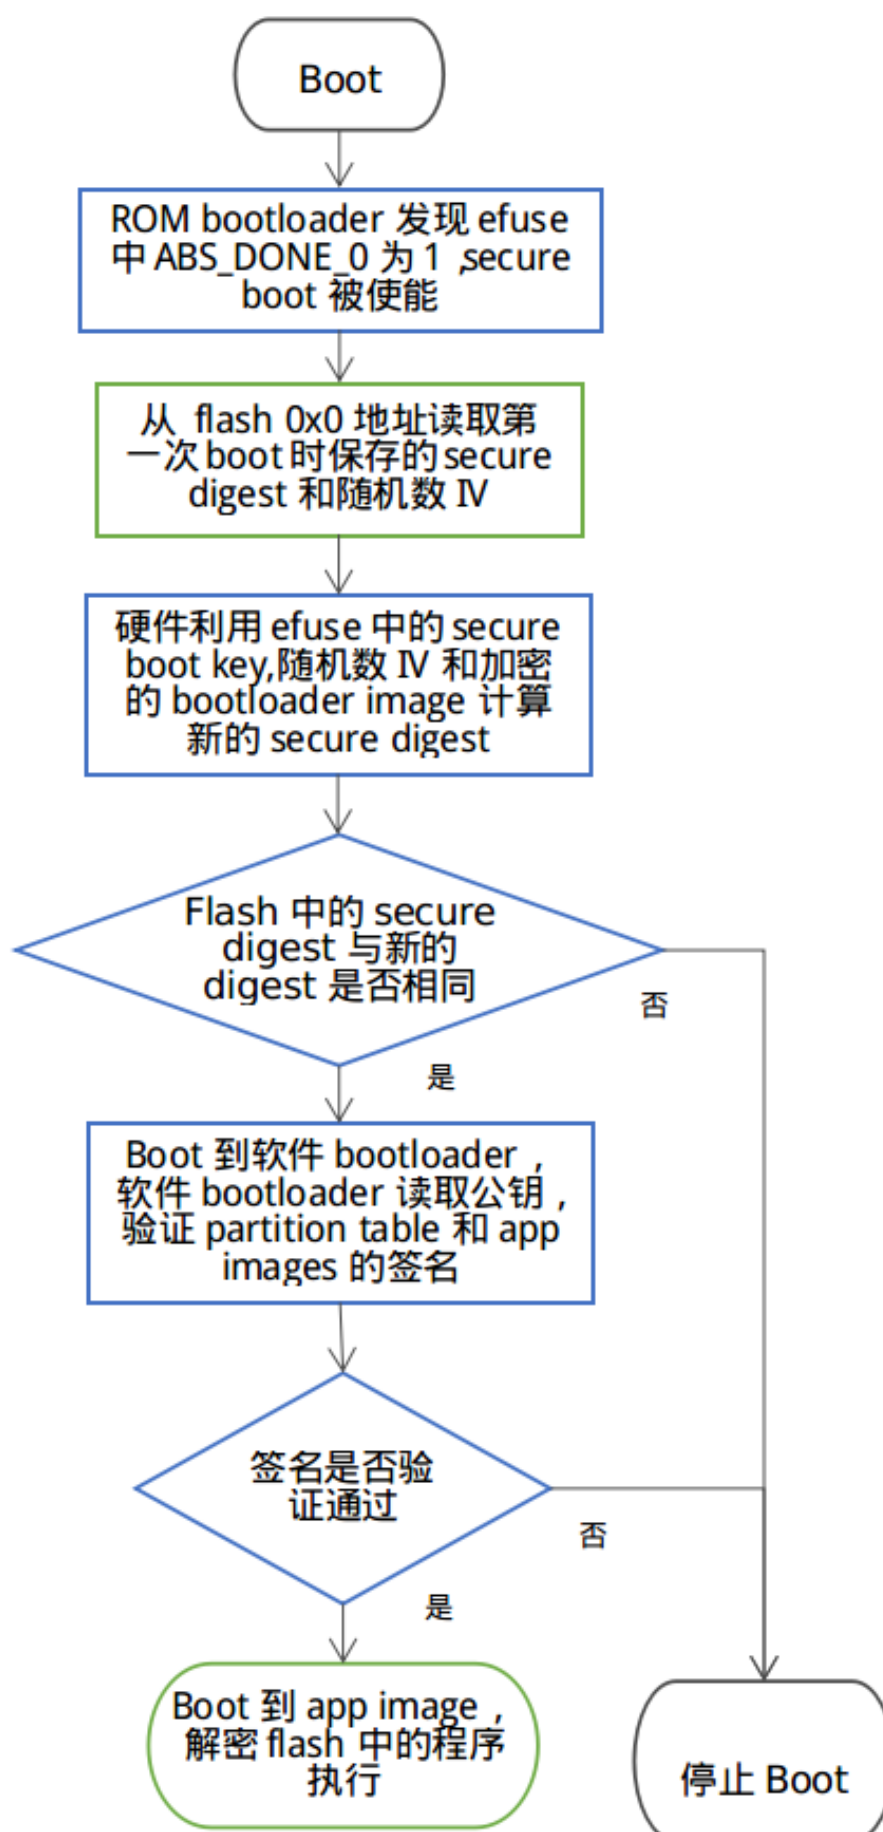 Boot
ROM bootloader 发现 efuse
中 ABS_DONE_0 为 1 ,secure
boot 被使能
从 flash 0x0 地址读取第
一次 boot 时保存的 secure
digest 和随机数 IV
硬件利用 efuse 中的 secure
boot key,随机数 IV 和加密
的 bootloader image 计算
新的 secure digest
Flash 中的 secure
digest 与新的
digest 是否相同
否
是
Boot 到软件 bootloader，
软件 bootloader 读取公钥，
验证 partition table 和 app
images 的签名
签名是否验
证通过
否
是
Boot 到 app image，
解密 flash 中的程序
执行
停止 Boot